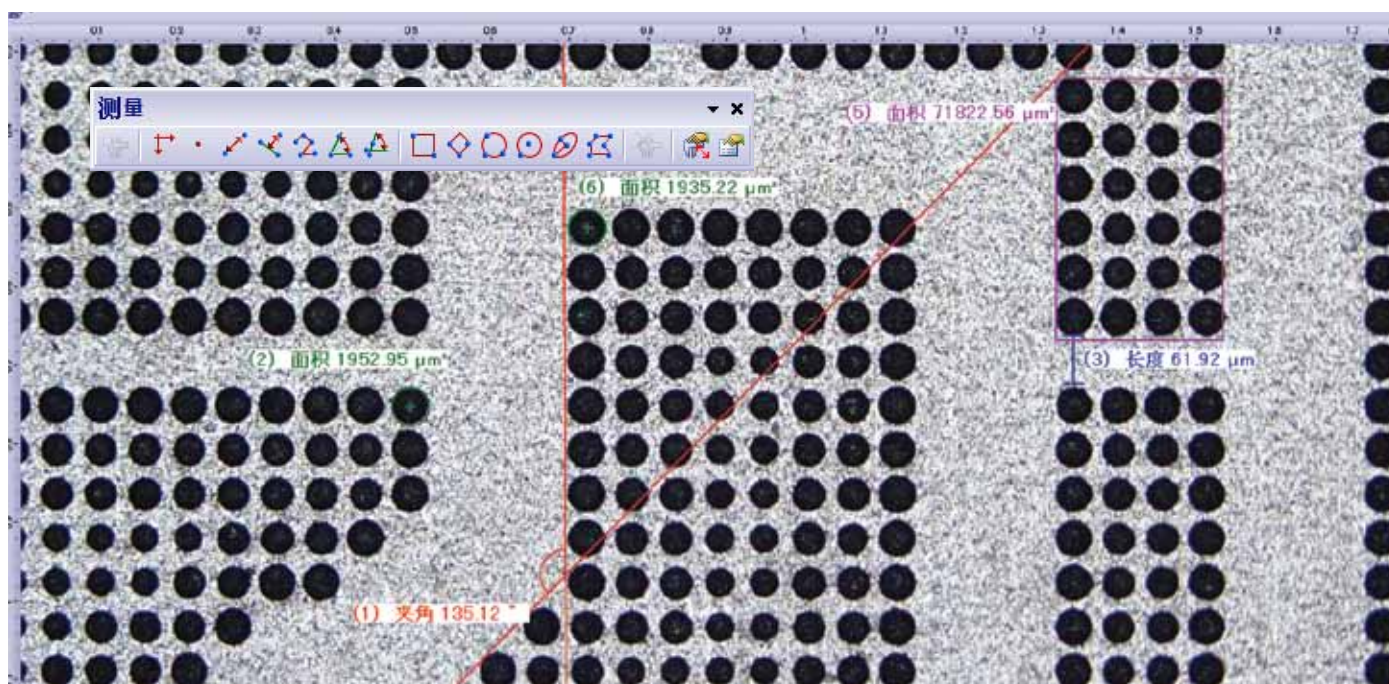 测量
(5) 面积 71822.56 μm²
(6) 面积 1935.22 μm²
(2) 面积 1952.95 μm²
(3) 长度 61.92 μm
(1) 夹角 135.12 °